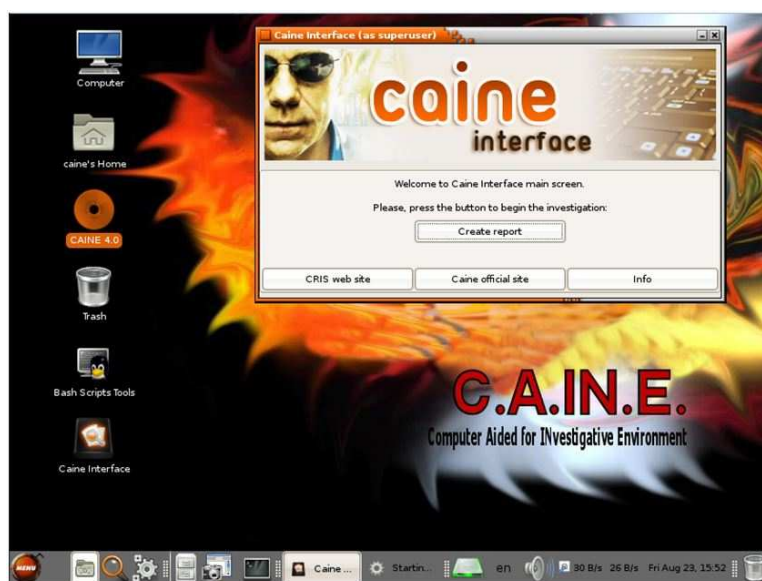 Computer
caine's Home
CAINE 4.0
Trash
Bash Scripts Tools
Caine Interface
Caine Interface (as superuser)
caine
interface
Welcome to Caine Interface main screen.
Please, press the button to begin the investigation:
Create report
CRIS web site
Caine official site
Info
C.A.IN.E.
Computer Aided for INvestigative Environment
MENU
Caine ...
Startin...
en
30 B/s 26 B/s
Fri Aug 23, 15:52